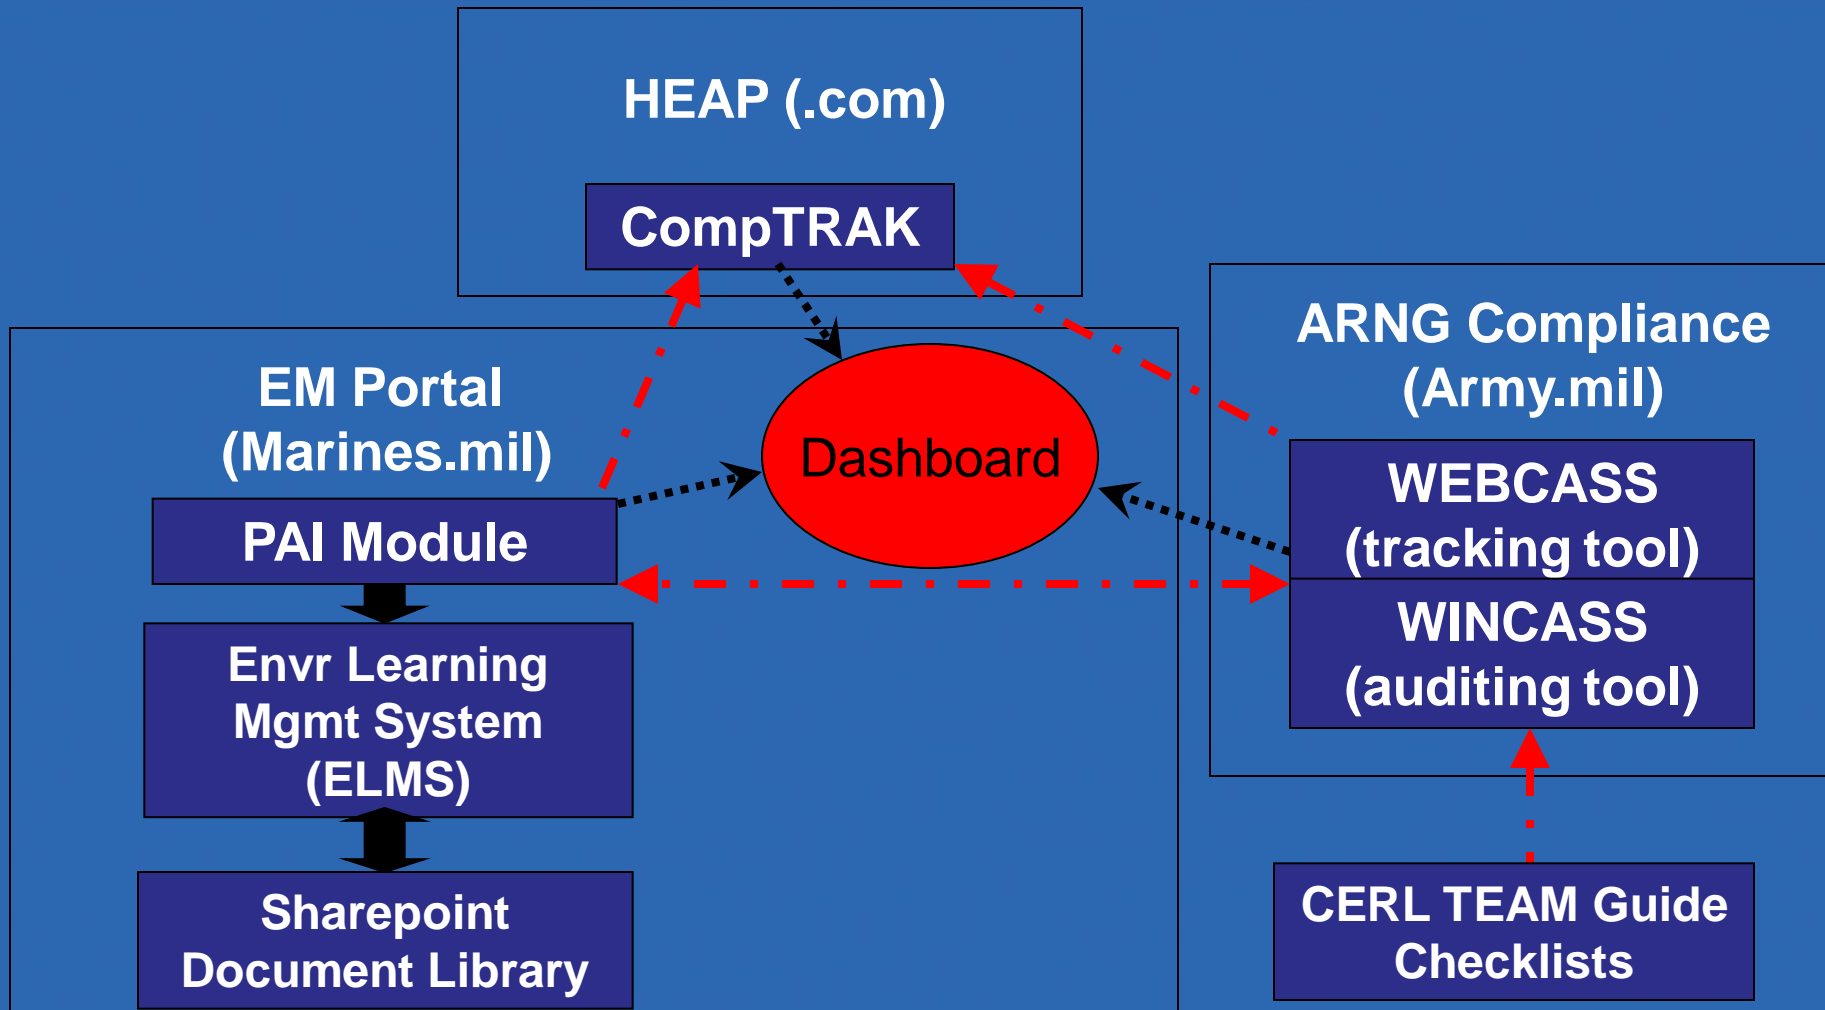 HEAP (.com)
CompTRAK
EM Portal
(Marines.mil)
PAI Module
Envr Learning
Mgmt System
(ELMS)
Sharepoint
Document Library
Dashboard
ARNG Compliance
(Army.mil)
WEBCASS
(tracking tool)
WINCASS
(auditing tool)
CERL TEAM Guide
Checklists